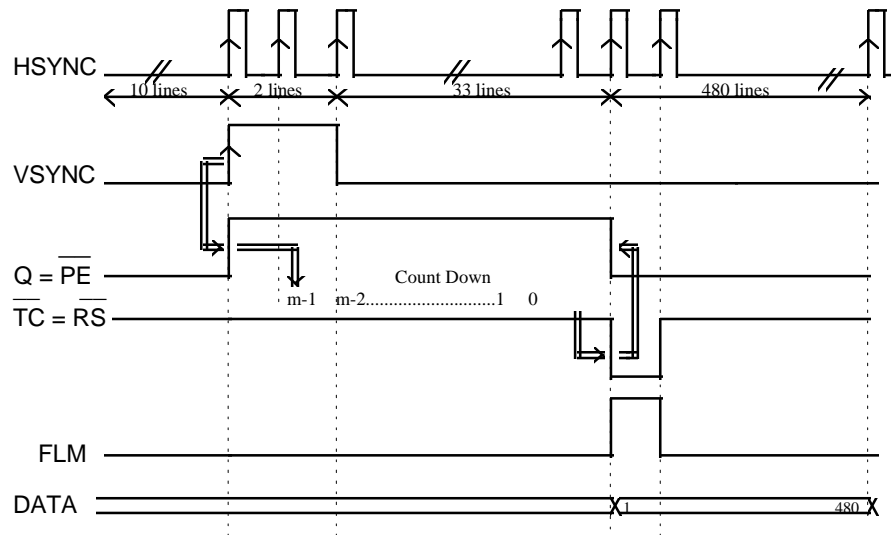 HSYNC
10 lines 2 lines 33 lines 480 lines
VSYNC
Q = PE
Count Down
m-1 m-2............................1 0
TC = RS
FLM
DATA 1 480